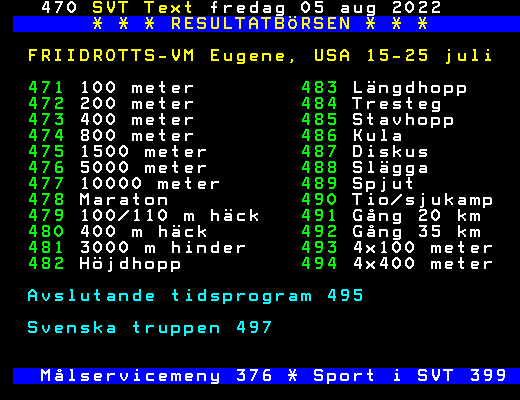 470 SVT Text fredag 05 aug 2022
* * * RESULTATBÖRSEN * * *
FRIIDROTTS-VM Eugene, USA 15-25 juli
471 100 meter 483 Längdhopp
472 200 meter 484 Tresteg
473 400 meter 485 Stavhopp
474 800 meter 486 Kula
475 1500 meter 487 Diskus
476 5000 meter 488 Slägga
477 10000 meter 489 Spjut
478 Maraton 490 Tio/sjukamp
479 100/110 m häck 491 Gång 20 km
480 400 m häck 492 Gång 35 km
481 3000 m hinder 493 4x100 meter
482 Höjdhopp 494 4x400 meter
Avslutande tidsprogram 495
Svenska truppen 497
Målservicemeny 376 * Sport i SVT 399